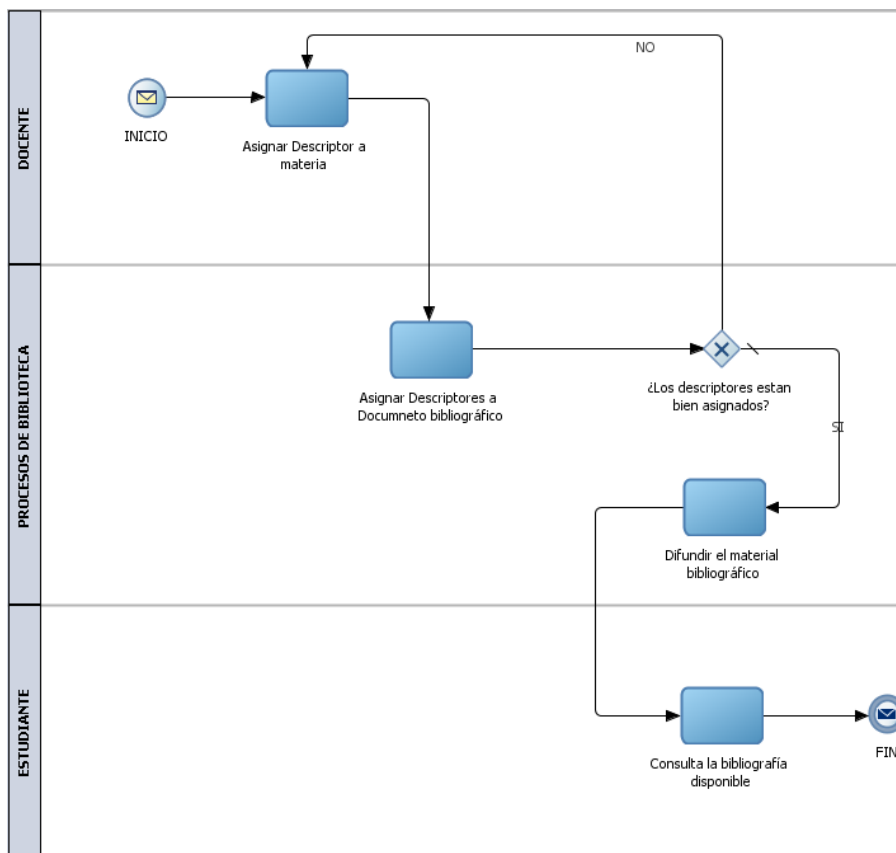 DOCENTE
NO
INICIO
Asignar Descriptor a
materia
PROCESOS DE BIBLIOTECA
Asignar Descriptores a
Documneto bibliográfico
¿Los descriptores estan
bien asignados?
SI
Difundir el material
bibliográfico
ESTUDIANTE
Consulta la bibliografía
disponible
FIN